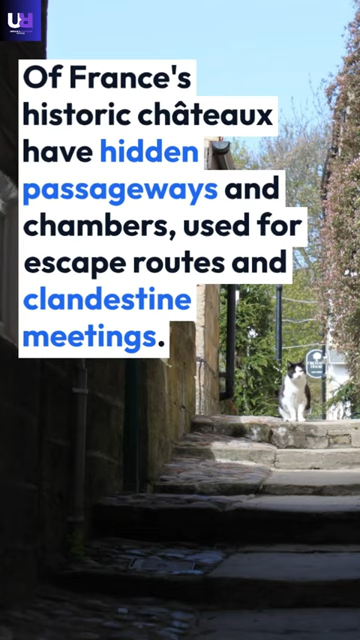 Of France's
historic châteaux
have hidden
passageways and
chambers, used for
escape routes and
clandestine
meetings.